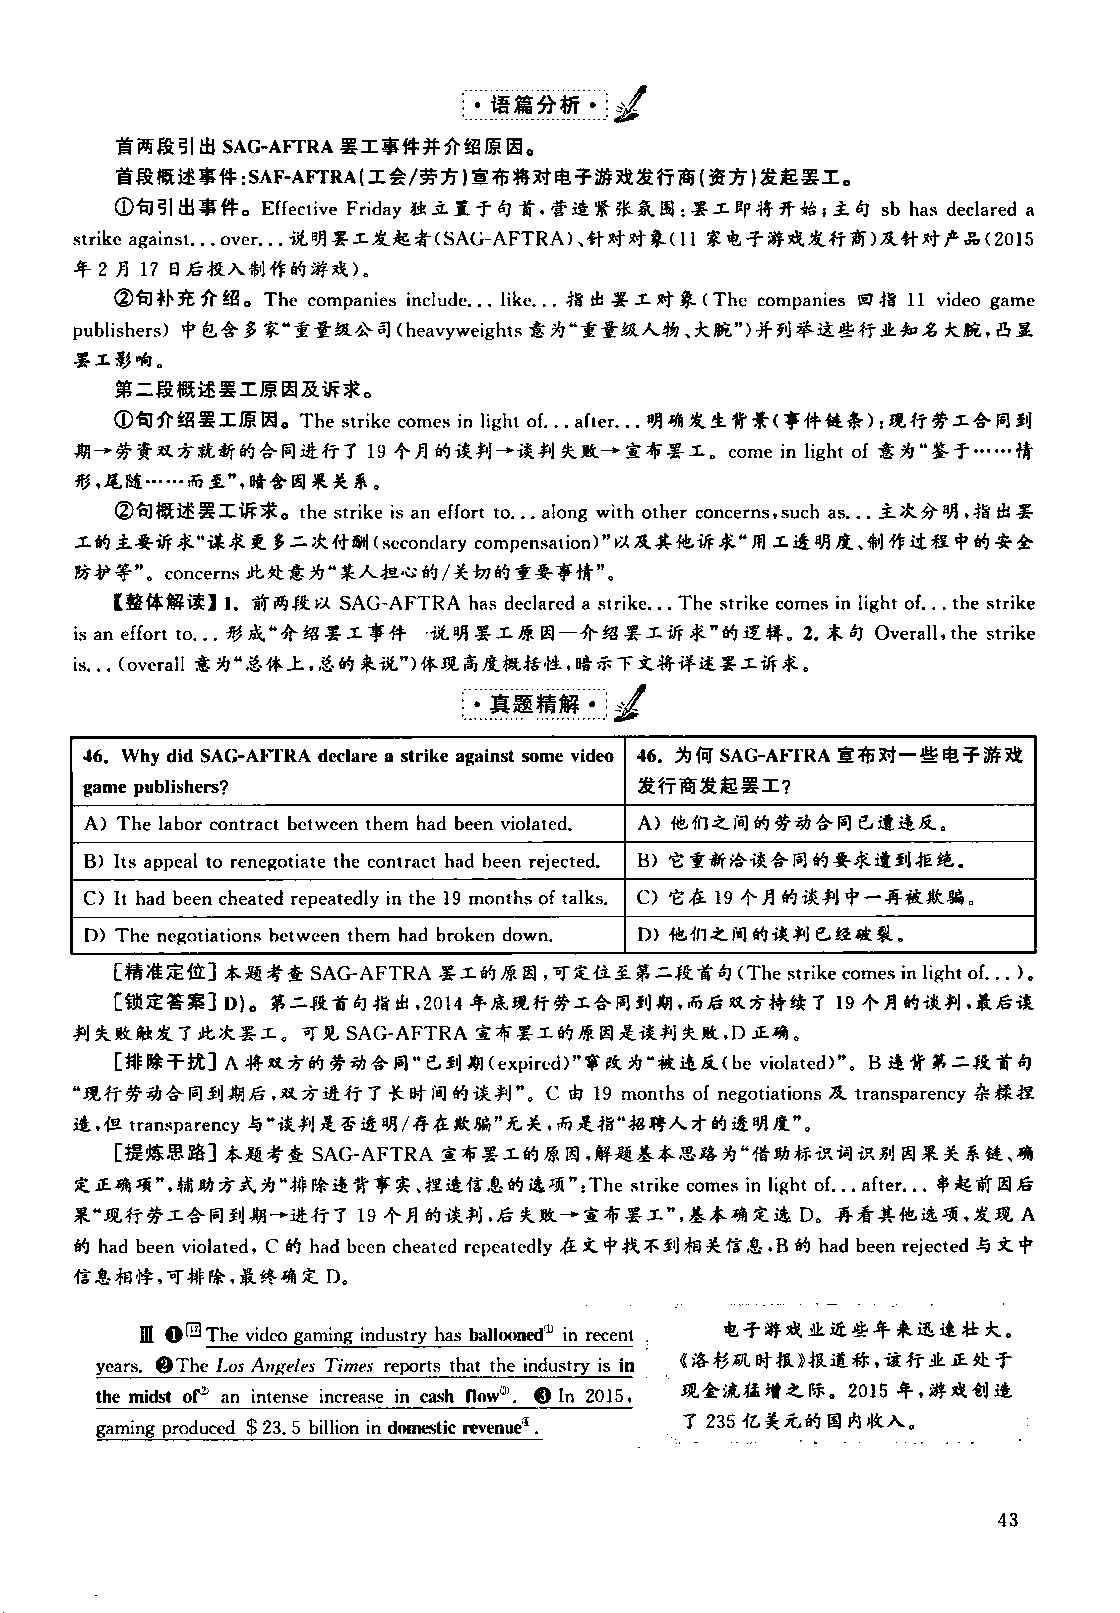 ·语篇分析·
首两段引出 SAG-AFTRA 罢工事件并介绍原因。
首段概述事件:SAF-AFTRA(工会/劳方)宣布将对电子游戏发行商(资方)发起罢工。
①句引出事件。Effective Friday 独立置于句首,营造紧张氛围:罢工即将开始;主句 sb has declared a
strike against... over... 说明罢工发起者(SAG-AFTRA)、针对对象(11 家电子游戏发行商)及针对产品(2015
年 2 月 17 日后投入制作的游戏)。
②句补充介绍。The companies include... like... 指出罢工对象(The companies 回指 11 video game
publishers) 中包含多家“重量级公司(heavyweights 意为“重量级人物、大腕”)并列举这些行业知名大腕,凸显
罢工影响。
第二段概述罢工原因及诉求。
①句介绍罢工原因。The strike comes in light of... after... 明确发生背景(事件链条):现行劳工合同到
期→劳资双方就新的合同进行了 19 个月的谈判→谈判失败→宣布罢工。come in light of 意为“鉴于……情
形,尾随……而至”,暗含因果关系。
②句概述罢工诉求。the strike is an effort to... along with other concerns,such as... 主次分明,指出罢
工的主要诉求“谋求更多二次付酬(secondary compensation)”以及其他诉求“用工透明度、制作过程中的安全
防护等”。concerns 此处意为“某人担心的/关切的重要事情”。
【整体解读】1. 前两段以 SAG-AFTRA has declared a strike... The strike comes in light of... the strike
is an effort to... 形成“介绍罢工事件—说明罢工原因—介绍罢工诉求”的逻辑。2. 末句 Overall,the strike
is... (overall 意为“总体上,总的来说”)体现高度概括性,暗示下文将详述罢工诉求。
·真题精解·
46. Why did SAG-AFTRA declare a strike against some video
game publishers?
46. 为何 SAG-AFTRA 宣布对一些电子游戏
发行商发起罢工?
A) The labor contract between them had been violated.
A) 他们之间的劳动合同已遭违反。
B) Its appeal to renegotiate the contract had been rejected.
B) 它重新洽谈合同的要求遭到拒绝。
C) It had been cheated repeatedly in the 19 months of talks.
C) 它在 19 个月的谈判中一再被欺骗。
D) The negotiations between them had broken down.
D) 他们之间的谈判已经破裂。
[精准定位] 本题考查 SAG-AFTRA 罢工的原因,可定位至第二段首句(The strike comes in light of... )。
[锁定答案] D)。第二段首句指出,2014 年底现行劳工合同到期,而后双方持续了 19 个月的谈判,最后谈
判失败触发了此次罢工。可见 SAG-AFTRA 宣布罢工的原因是谈判失败,D 正确。
[排除干扰] A 将双方的劳动合同“已到期(expired)”窜改为“被违反(be violated)”。B 违背第二段首句
“现行劳动合同到期后,双方进行了长时间的谈判”。C 由 19 months of negotiations 及 transparency 杂糅捏
造,但 transparency 与“谈判是否透明/存在欺骗”无关,而是指“招聘人才的透明度”。
[提炼思路] 本题考查 SAG-AFTRA 宣布罢工的原因,解题基本思路为“借助标识词识别因果关系链、确
定正确项”,辅助方式为“排除违背事实、捏造信息的选项”:The strike comes in light of... after... 串起前因后
果“现行劳工合同到期→进行了 19 个月的谈判,后失败→宣布罢工”,基本确定选 D。再看其他选项,发现 A
的 had been violated, C 的 had been cheated repeatedly 在文中找不到相关信息,B 的 had been rejected 与文中
信息相悖,可排除,最终确定 D。
Ⅲ ❶ The video gaming industry has ballooned① in recent
years. ❷The Los Angeles Times reports that the industry is in
the midst of② an intense increase in cash flow③. ❸ In 2015,
gaming produced $ 23. 5 billion in domestic revenue④.
电子游戏业近些年来迅速壮大。
《洛杉矶时报》报道称,该行业正处于
现金流猛增之际。2015 年,游戏创造
了 235 亿美元的国内收入。
43